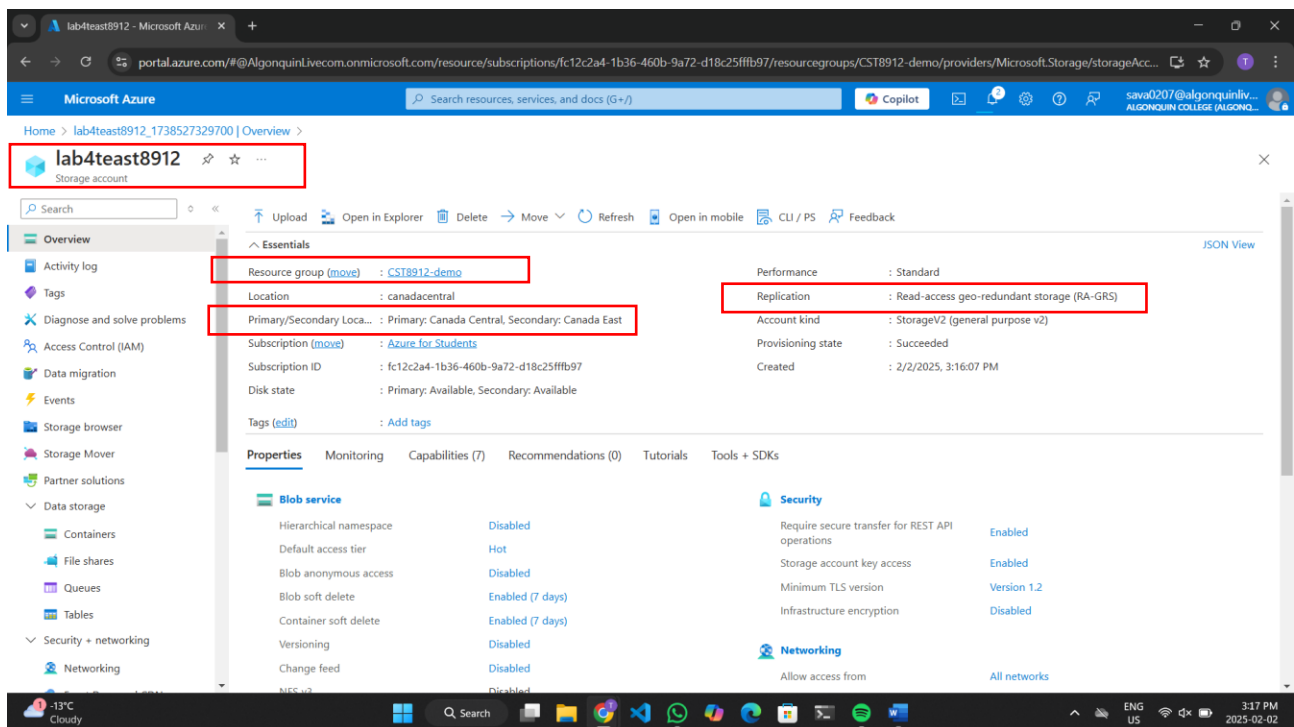 lab4teast8912 - Microsoft Azur
portal.azure.com/#@AlgonquinLivecom.onmicrosoft.com/resource/subscriptions/fc12c2a4-1b36-460b-9a72-d18c25fffb97/resourcegroups/CST8912-demo/providers/Microsoft.Storage/storageAcc...
T
Microsoft Azure
Search resources, services, and docs (G+/)
Copilot
2
sava0207@algonquinliv...
ALGONQUIN COLLEGE (ALGONQ...
Home > lab4teast8912_1738527329700 | Overview >
lab4teast8912
Storage account
Search
Upload Open in Explorer Delete Move Refresh Open in mobile CLI / PS Feedback
Overview
Activity log
Tags
Diagnose and solve problems
Access Control (IAM)
Data migration
Events
Storage browser
Storage Mover
Partner solutions
Data storage
Containers
File shares
Queues
Tables
Security + networking
Networking
Essentials
JSON View
Resource group (move) : CST8912-demo
Location : canadacentral
Primary/Secondary Loca... : Primary: Canada Central, Secondary: Canada East
Subscription (move) : Azure for Students
Subscription ID : fc12c2a4-1b36-460b-9a72-d18c25fffb97
Disk state : Primary: Available, Secondary: Available
Tags (edit) : Add tags
Performance : Standard
Replication : Read-access geo-redundant storage (RA-GRS)
Account kind : StorageV2 (general purpose v2)
Provisioning state : Succeeded
Created : 2/2/2025, 3:16:07 PM
Properties Monitoring Capabilities (7) Recommendations (0) Tutorials Tools + SDKs
Blob service
Hierarchical namespace Disabled
Default access tier Hot
Blob anonymous access Disabled
Blob soft delete Enabled (7 days)
Container soft delete Enabled (7 days)
Versioning Disabled
Change feed Disabled
NFS v3 Disabled
Security
Require secure transfer for REST API
operations Enabled
Storage account key access Enabled
Minimum TLS version Version 1.2
Infrastructure encryption Disabled
Networking
Allow access from All networks
1
-13°C
Cloudy
Search
ENG
US
3:17 PM
2025-02-02